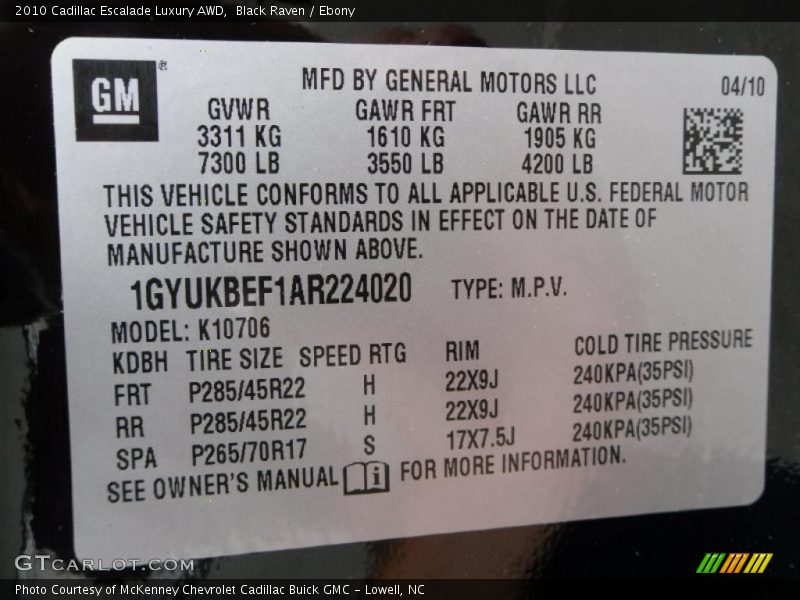 2010 Cadillac Escalade Luxury AWD,  Black Raven / Ebony
GM ®
MFD BY GENERAL MOTORS LLC 04/10
GVWR GAWR FRT GAWR RR
3311 KG 1610 KG 1905 KG
7300 LB 3550 LB 4200 LB
THIS VEHICLE CONFORMS TO ALL APPLICABLE U.S. FEDERAL MOTOR
VEHICLE SAFETY STANDARDS IN EFFECT ON THE DATE OF
MANUFACTURE SHOWN ABOVE.
1GYUKBEF1AR224020 TYPE: M.P.V.
MODEL: K10706
KDBH TIRE SIZE SPEED RTG RIM COLD TIRE PRESSURE
FRT P285/45R22 H 22X9J 240KPA(35PSI)
RR P285/45R22 H 22X9J 240KPA(35PSI)
SPA P265/70R17 S 17X7.5J 240KPA(35PSI)
SEE OWNER'S MANUAL i FOR MORE INFORMATION.
GTCARLOT.COM
Photo Courtesy of McKenney Chevrolet Cadillac Buick GMC - Lowell, NC